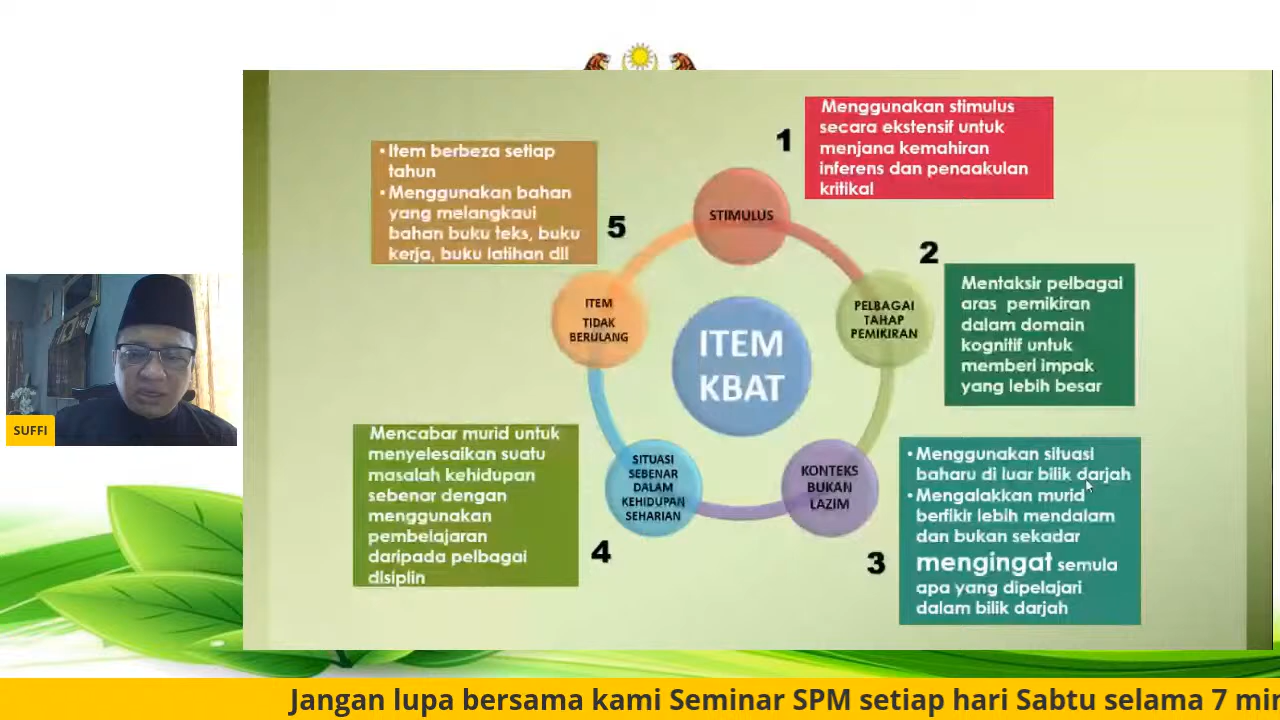 1
Menggunakan stimulus
secara ekstensif untuk
menjana kemahiran
inferens dan penaakulan
kritikal
• Item berbeza setiap
tahun
• Menggunakan bahan
yang melangkaui
bahan buku teks, buku
kerja, buku latihan dll
5
STIMULUS
2
Mentaksir pelbagai
aras pemikiran
dalam domain
kognitif untuk
memberi impak
yang lebih besar
ITEM
TIDAK
BERULANG
PELBAGAI
TAHAP
PEMIKIRAN
ITEM
KBAT
SUFFI
Mencabar murid untuk
menyelesaikan suatu
masalah kehidupan
sebenar dengan
menggunakan
pembelajaran
daripada pelbagai
disiplin
4
SITUASI
SEBENAR
DALAM
KEHIDUPAN
SEHARIAN
KONTEKS
BUKAN
LAZIM
3
• Menggunakan situasi
baharu di luar bilik darjah
• Mengalakkan murid
berfikir lebih mendalam
dan bukan sekadar
mengingat semula
apa yang dipelajari
dalam bilik darjah
Jangan lupa bersama kami Seminar SPM setiap hari Sabtu selama 7 min